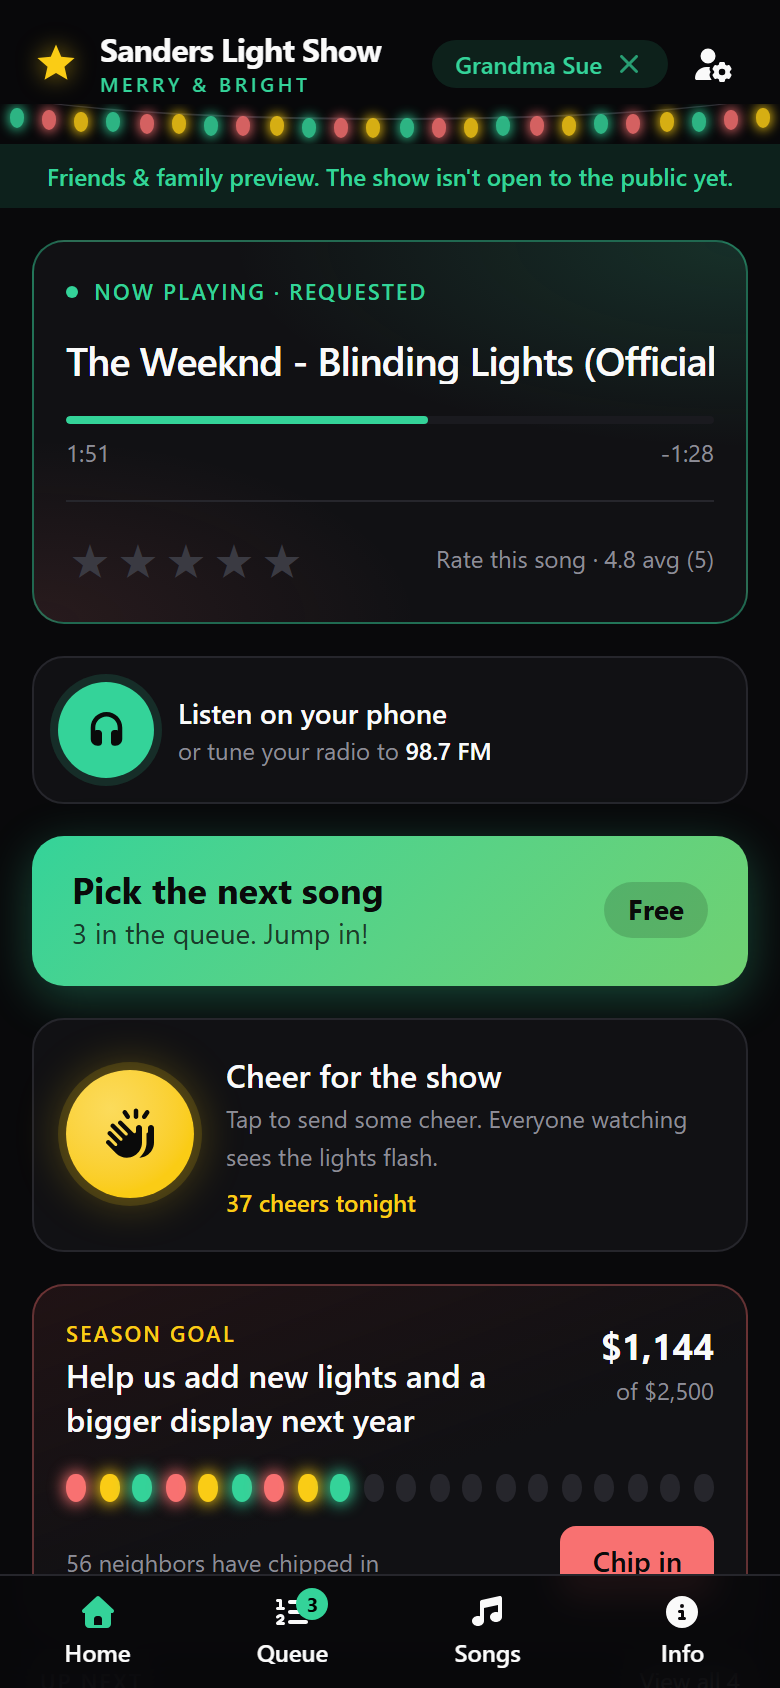 Sanders Light Show
MERRY & BRIGHT
Grandma Sue
Friends & family preview. The show isn't open to the public yet.
NOW PLAYING · REQUESTED
The Weeknd - Blinding Lights (Official
1:51
-1:28
Rate this song · 4.8 avg (5)
Listen on your phone
or tune your radio to 98.7 FM
Pick the next song
3 in the queue. Jump in!
Free
Cheer for the show
Tap to send some cheer. Everyone watching
sees the lights flash.
37 cheers tonight
SEASON GOAL
Help us add new lights and a
bigger display next year
$1,144
of $2,500
56 neighbors have chipped in
Chip in
3
Home
Queue
Songs
Info
UP NEXT
View all 4